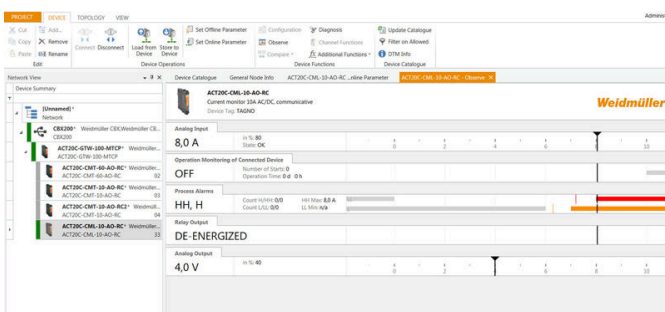 PROJECT DEVICE TOPOLOGY VIEW
Cut Add... Load from Device Store to Device Set Offline Parameter Configuration Diagnosis Update Catalogue
Copy Remove Connect Disconnect Set Online Parameter Observe Channel Functions Filter on Allowed
Paste Rename Compare Additional Functions DTM Info
Edit Device Operations Device Functions Device Catalogue
Network View
Device Catalogue General Node Info ACT20C-CML-10-AO-RC ...nline Parameter ACT20C-CML-10-AO-RC - Observe
Device Summary
[Unnamed]*
Network
CBX200* Weidmüller CBX;Weidmüller CB...
CBX200
ACT20C-GTW-100-MTCP* Weidmüller...
ACT20C-GTW-100-MTCP
ACT20C-CMT-60-AO-RC* Weidmüller...
ACT20C-CMT-60-AO-RC 02
ACT20C-CMT-10-AO-RC* Weidmüller...
ACT20C-CMT-10-AO-RC 03
ACT20C-CMT-10-AO-RC2* Weidmüll...
ACT20C-CMT-10-AO-RC 04
ACT20C-CML-10-AO-RC* Weidmüller...
ACT20C-CML-10-AO-RC 33
ACT20C-CML-10-AO-RC
Current monitor 10A AC/DC, communicative
Device Tag: TAGNO
Weidmüller
Analog Input
8,0 A
in %: 80
State: OK
0 2 4 6 8 10
Operation Monitoring of Connected Device
OFF
Number of Starts: 0
Operation Time: 0 d 0 h
Process Alarms
HH, H
Count H/HH: 0/0 HH Max: 8,0 A
Count L/LL: 0/0 LL Min: n/a
Relay Output
DE-ENERGIZED
Analog Output
4,0 V
in %: 40
0 2 4 6 8 10